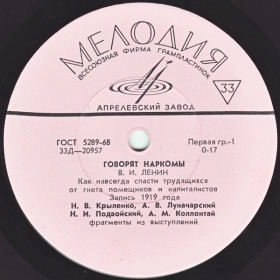 МЕЛОДИЯ
ВСЕСОЮЗНАЯ ФИРМА ГРАМПЛАСТИНОК
33
АПРЕЛЕВСКИЙ ЗАВОД
ГОСТ 5289-68
33Д—20957
Первая гр.-1
0-17
ГОВОРЯТ НАРКОМЫ
В. И. ЛЕНИН
Как навсегда спасти трудящихся
от гнета помещиков и капиталистов
Запись 1919 года
Н. В. Крыленко, А. В. Луначарский
Н. И. Подвойский, А. М. Коллонтай
фрагменты из выступлений